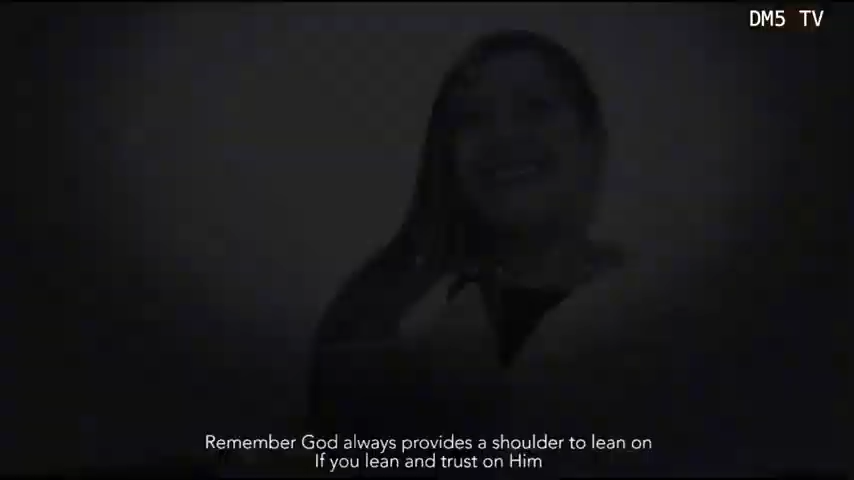 DM5 TV
Remember God always provides a shoulder to lean on
If you lean and trust on Him